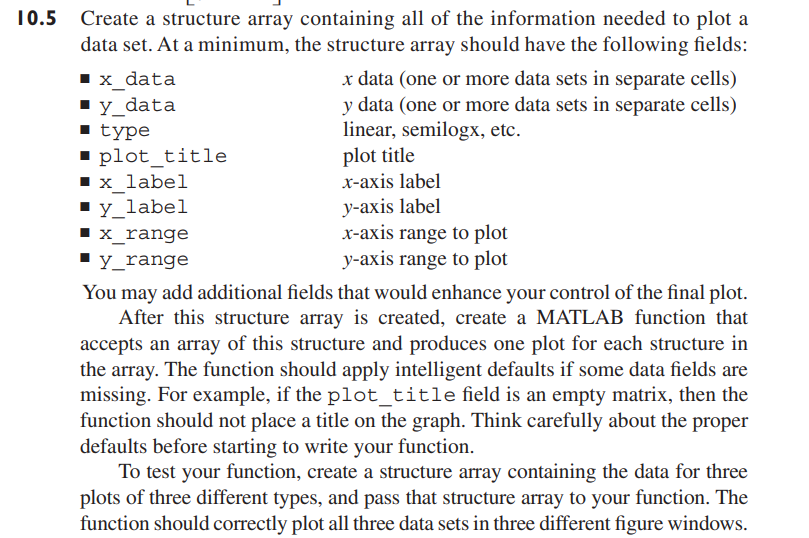 10.5 Create a structure array containing all of the information needed to plot a
data set. At a minimum, the structure array should have the following fields:
■ x_data x data (one or more data sets in separate cells)
■ y_data y data (one or more data sets in separate cells)
■ type linear, semilogx, etc.
■ plot_title plot title
■ x_label x-axis label
■ y_label y-axis label
■ x_range x-axis range to plot
■ y_range y-axis range to plot
You may add additional fields that would enhance your control of the final plot.
After this structure array is created, create a MATLAB function that
accepts an array of this structure and produces one plot for each structure in
the array. The function should apply intelligent defaults if some data fields are
missing. For example, if the plot_title field is an empty matrix, then the
function should not place a title on the graph. Think carefully about the proper
defaults before starting to write your function.
To test your function, create a structure array containing the data for three
plots of three different types, and pass that structure array to your function. The
function should correctly plot all three data sets in three different figure windows.